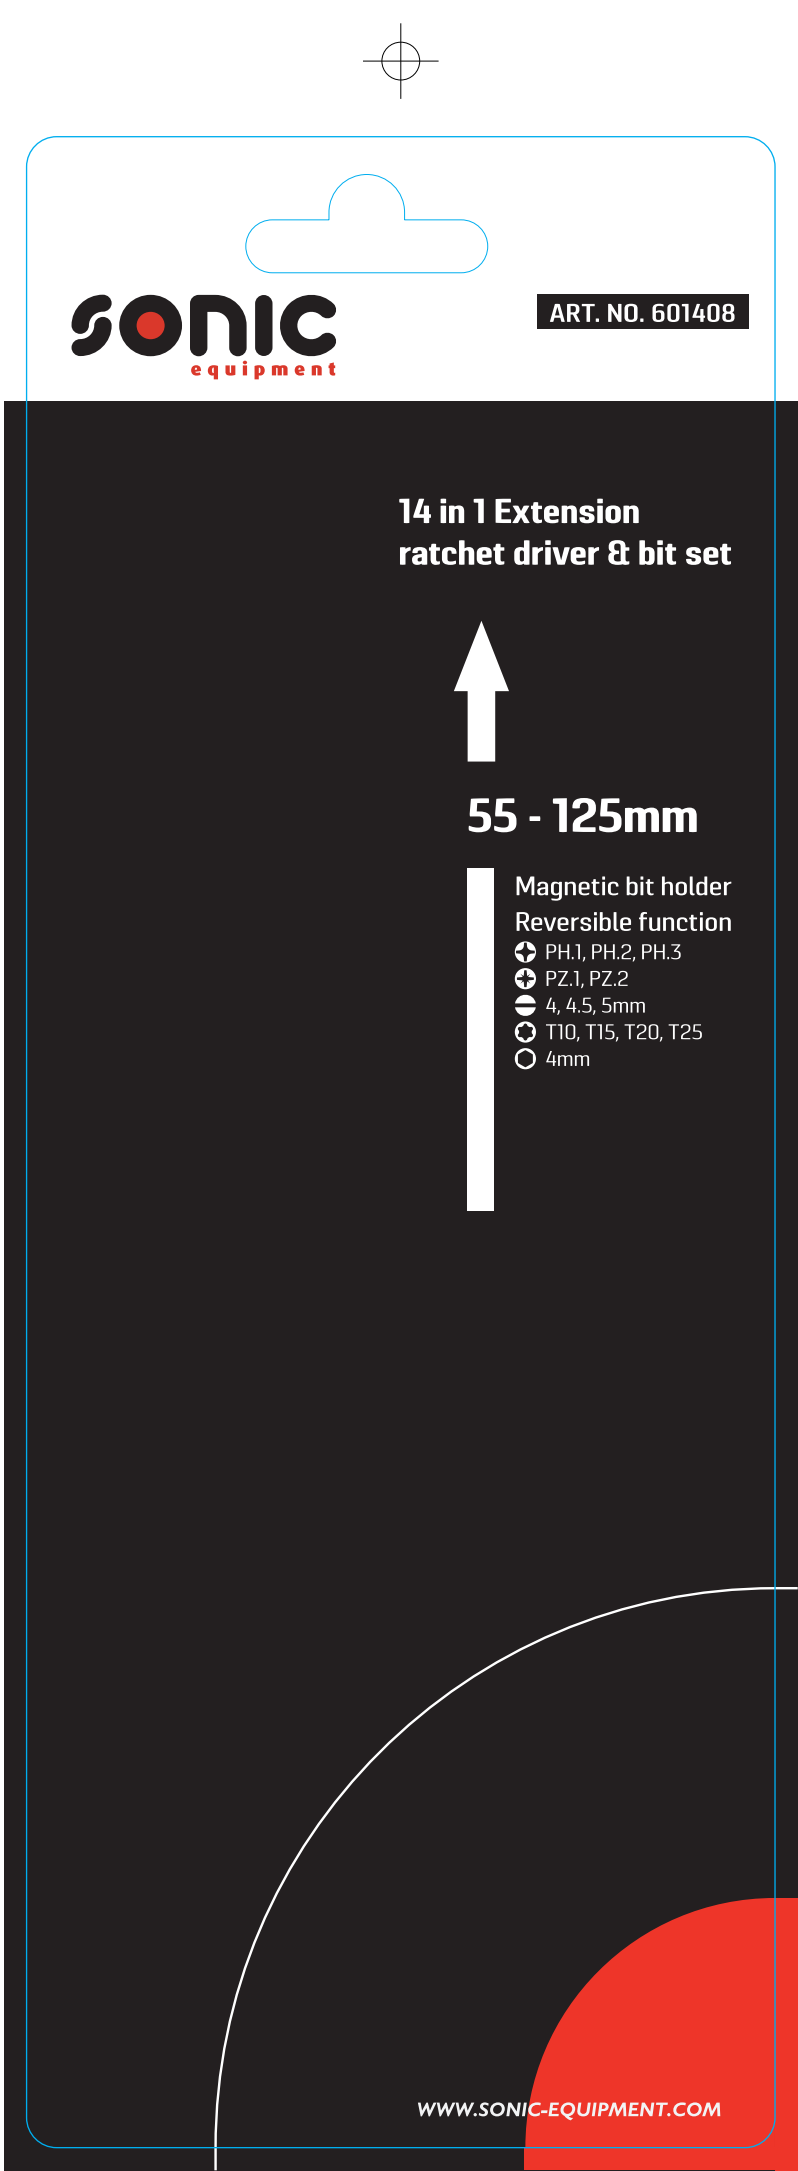 SONIC
equipment
ART. NO. 601408
14 in 1 Extension
ratchet driver & bit set
55 - 125mm
Magnetic bit holder
Reversible function
PH.1, PH.2, PH.3
PZ.1, PZ.2
4, 4.5, 5mm
T10, T15, T20, T25
4mm
WWW.SONIC-EQUIPMENT.COM